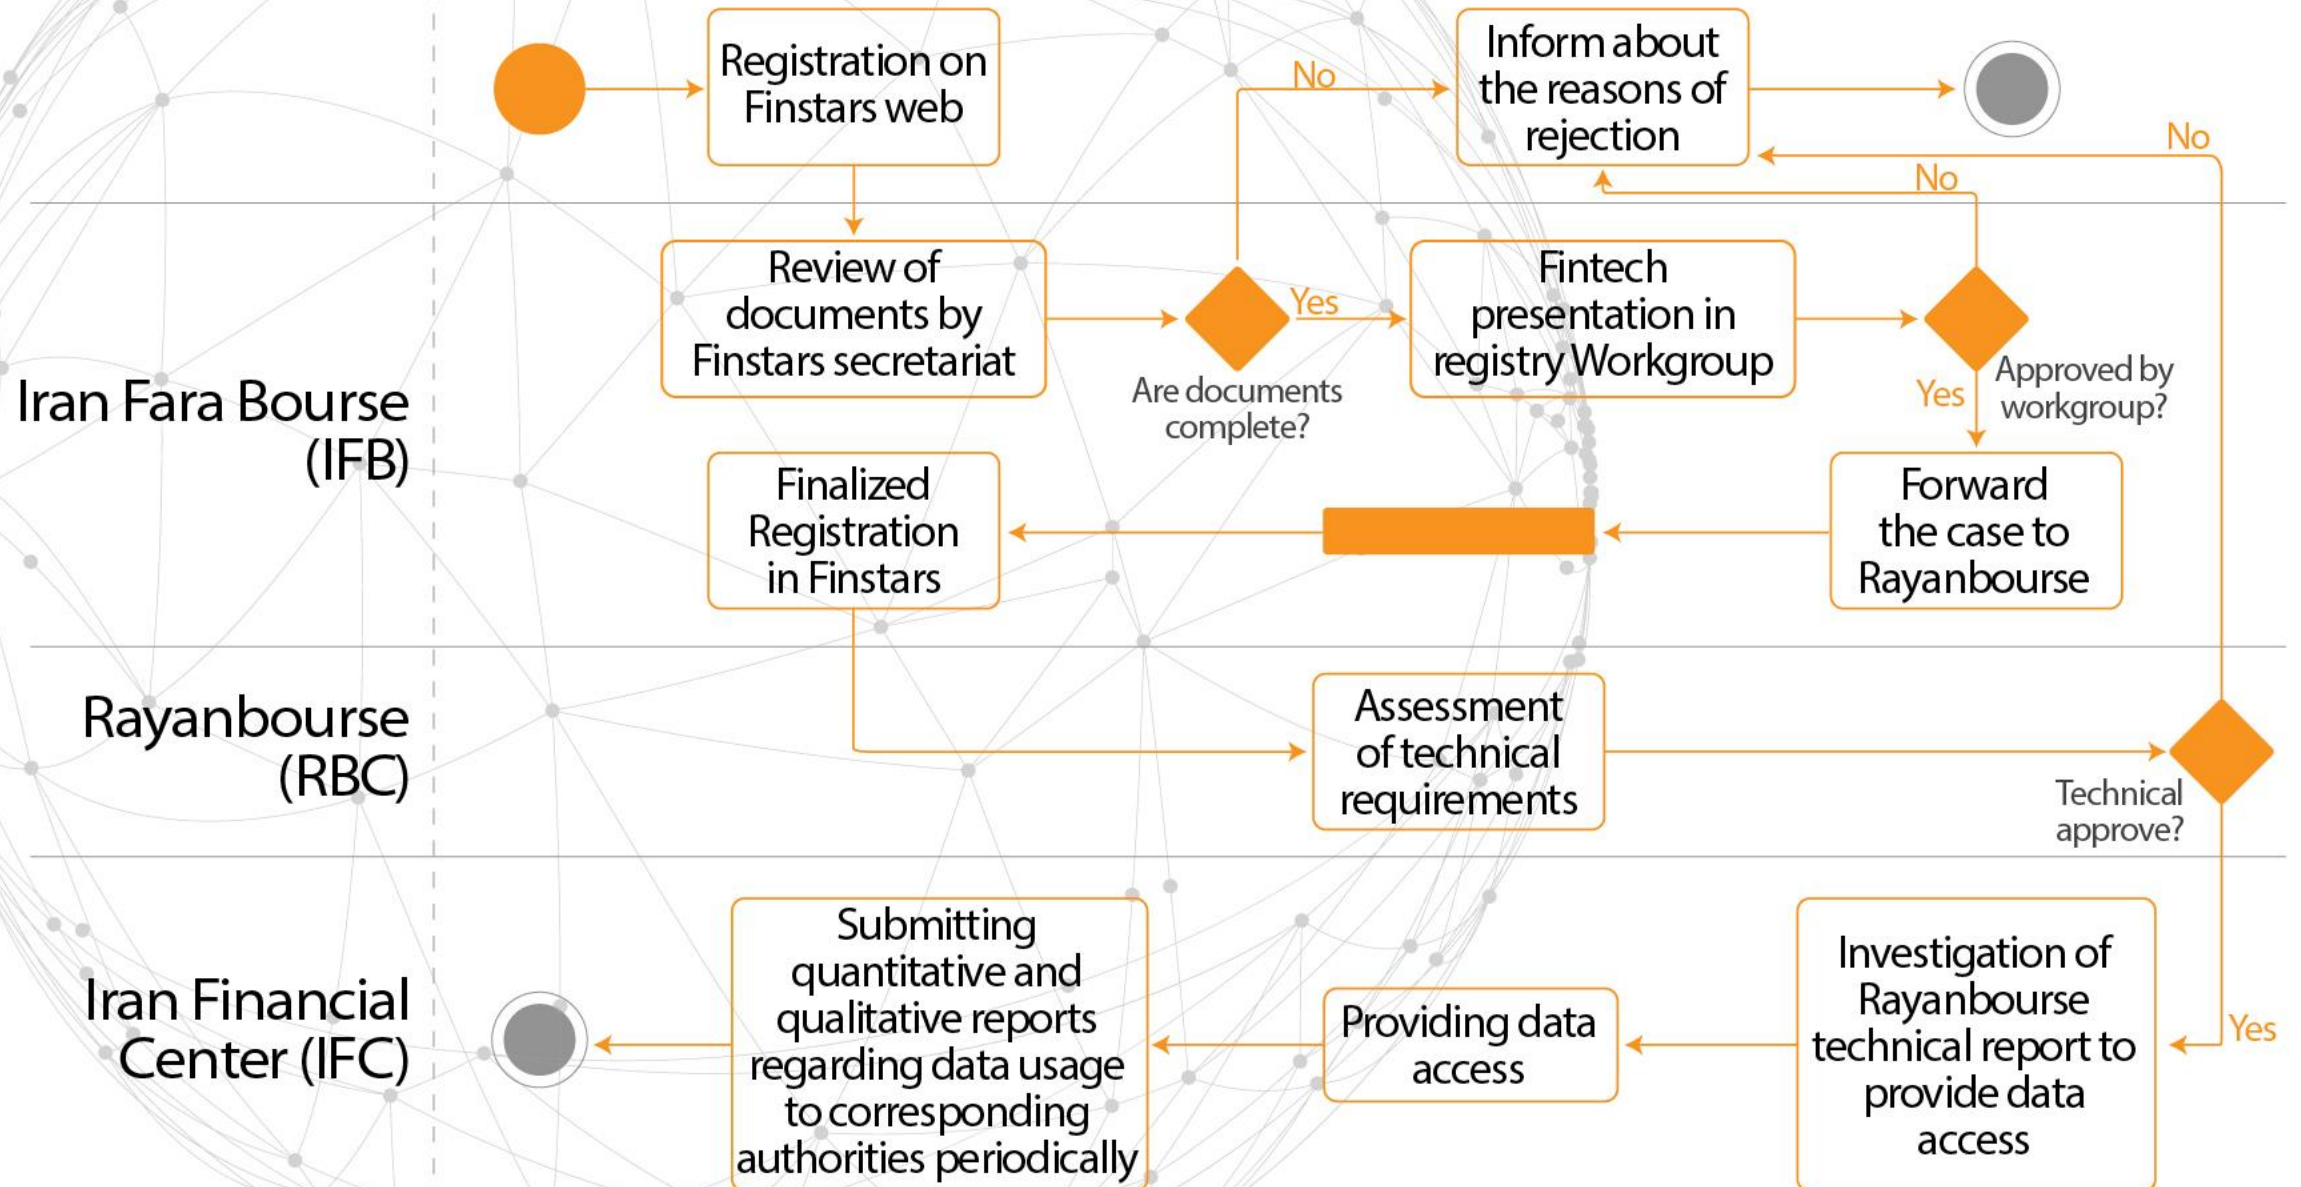 Registration on
Finstars web
No
Inform about
the reasons of
rejection
No
No
Iran Fara Bourse
(IFB)
Review of
documents by
Finstars secretariat
Are documents
complete?
Yes
Fintech
presentation in
registry Workgroup
Approved by
workgroup?
Yes
Forward
the case to
Rayanbourse
Finalized
Registration
in Finstars
Rayanbourse
(RBC)
Assessment
of technical
requirements
Technical
approve?
Iran Financial
Center (IFC)
Yes
Investigation of
Rayanbourse
technical report to
provide data
access
Providing data
access
Submitting
quantitative and
qualitative reports
regarding data usage
to corresponding
authorities periodically